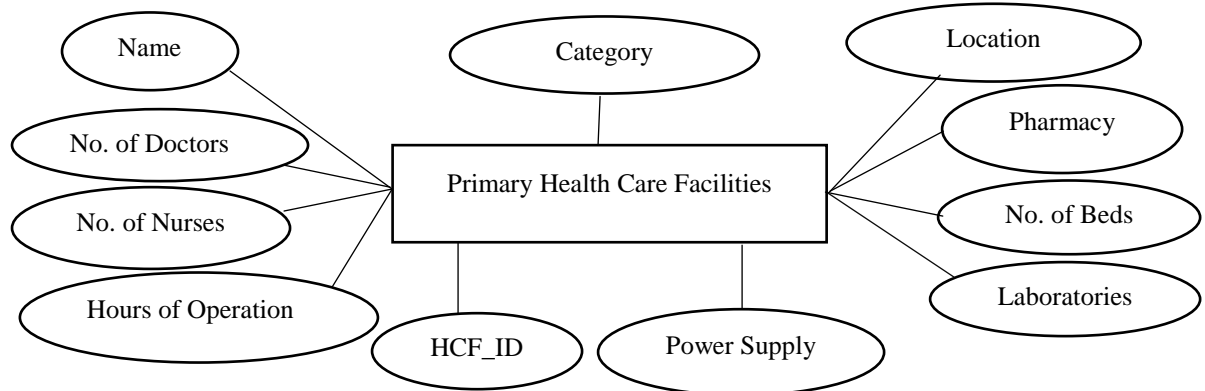 Name
Category
Location
No. of Doctors
Pharmacy
Primary Health Care Facilities
No. of Nurses
No. of Beds
Hours of Operation
Laboratories
HCF_ID
Power Supply